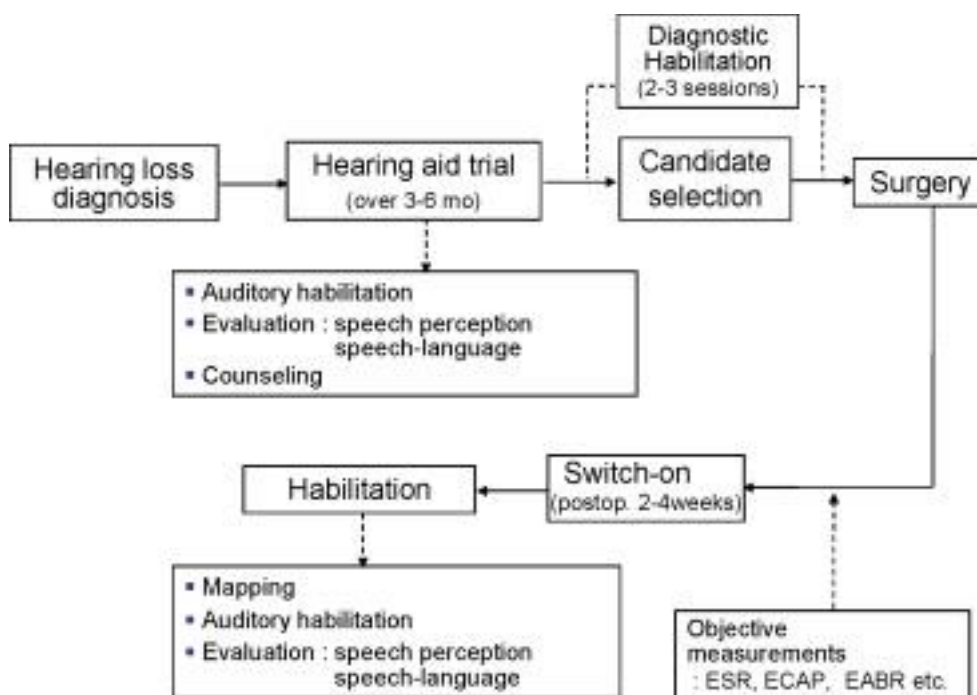 Diagnostic
Habilitation
(2-3 sessions)
Hearing loss
diagnosis
Hearing aid trial
(over 3-6 mo)
Candidate
selection
Surgery
▪ Auditory habilitation
▪ Evaluation : speech perception
speech-language
▪ Counseling
Habilitation
Switch-on
(postop. 2-4weeks)
▪ Mapping
▪ Auditory habilitation
▪ Evaluation : speech perception
speech-language
Objective
measurements
: ESR, ECAP, EABR etc.